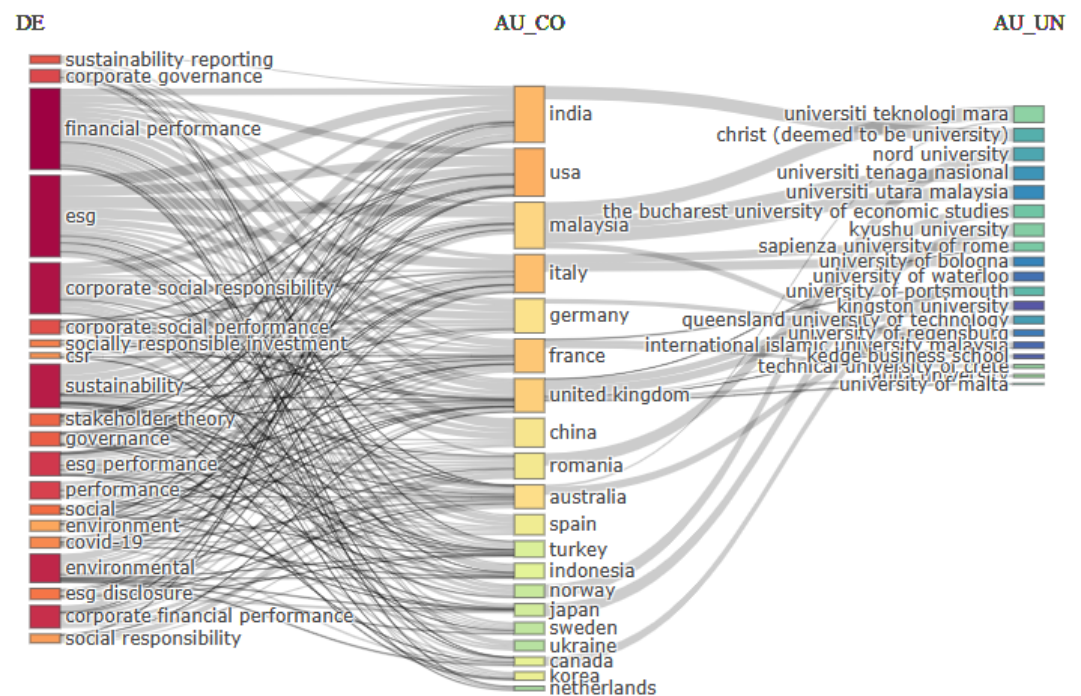 DE
AU_CO
AU_UN
sustainability reporting
corporate governance
financial performance
esg
corporate social responsibility
corporate social performance
socially responsible investment
csr
sustainability
stakeholder theory
governance
esg performance
performance
social
environment
covid-19
environmental
esg disclosure
corporate financial performance
social responsibility
india
usa
malaysia
italy
germany
france
united kingdom
china
romania
australia
spain
turkey
indonesia
norway
japan
sweden
ukraine
canada
korea
netherlands
universiti teknologi mara
christ (deemed to be university)
nord university
universiti tenaga nasional
universiti utara malaysia
the bucharest university of economic studies
kyushu university
sapienza university of rome
university of bologna
university of waterloo
university of portsmouth
kingston university
queensland university of technology
university of regensburg
international islamic university malaysia
kedge business school
technical university of crete
university of malta